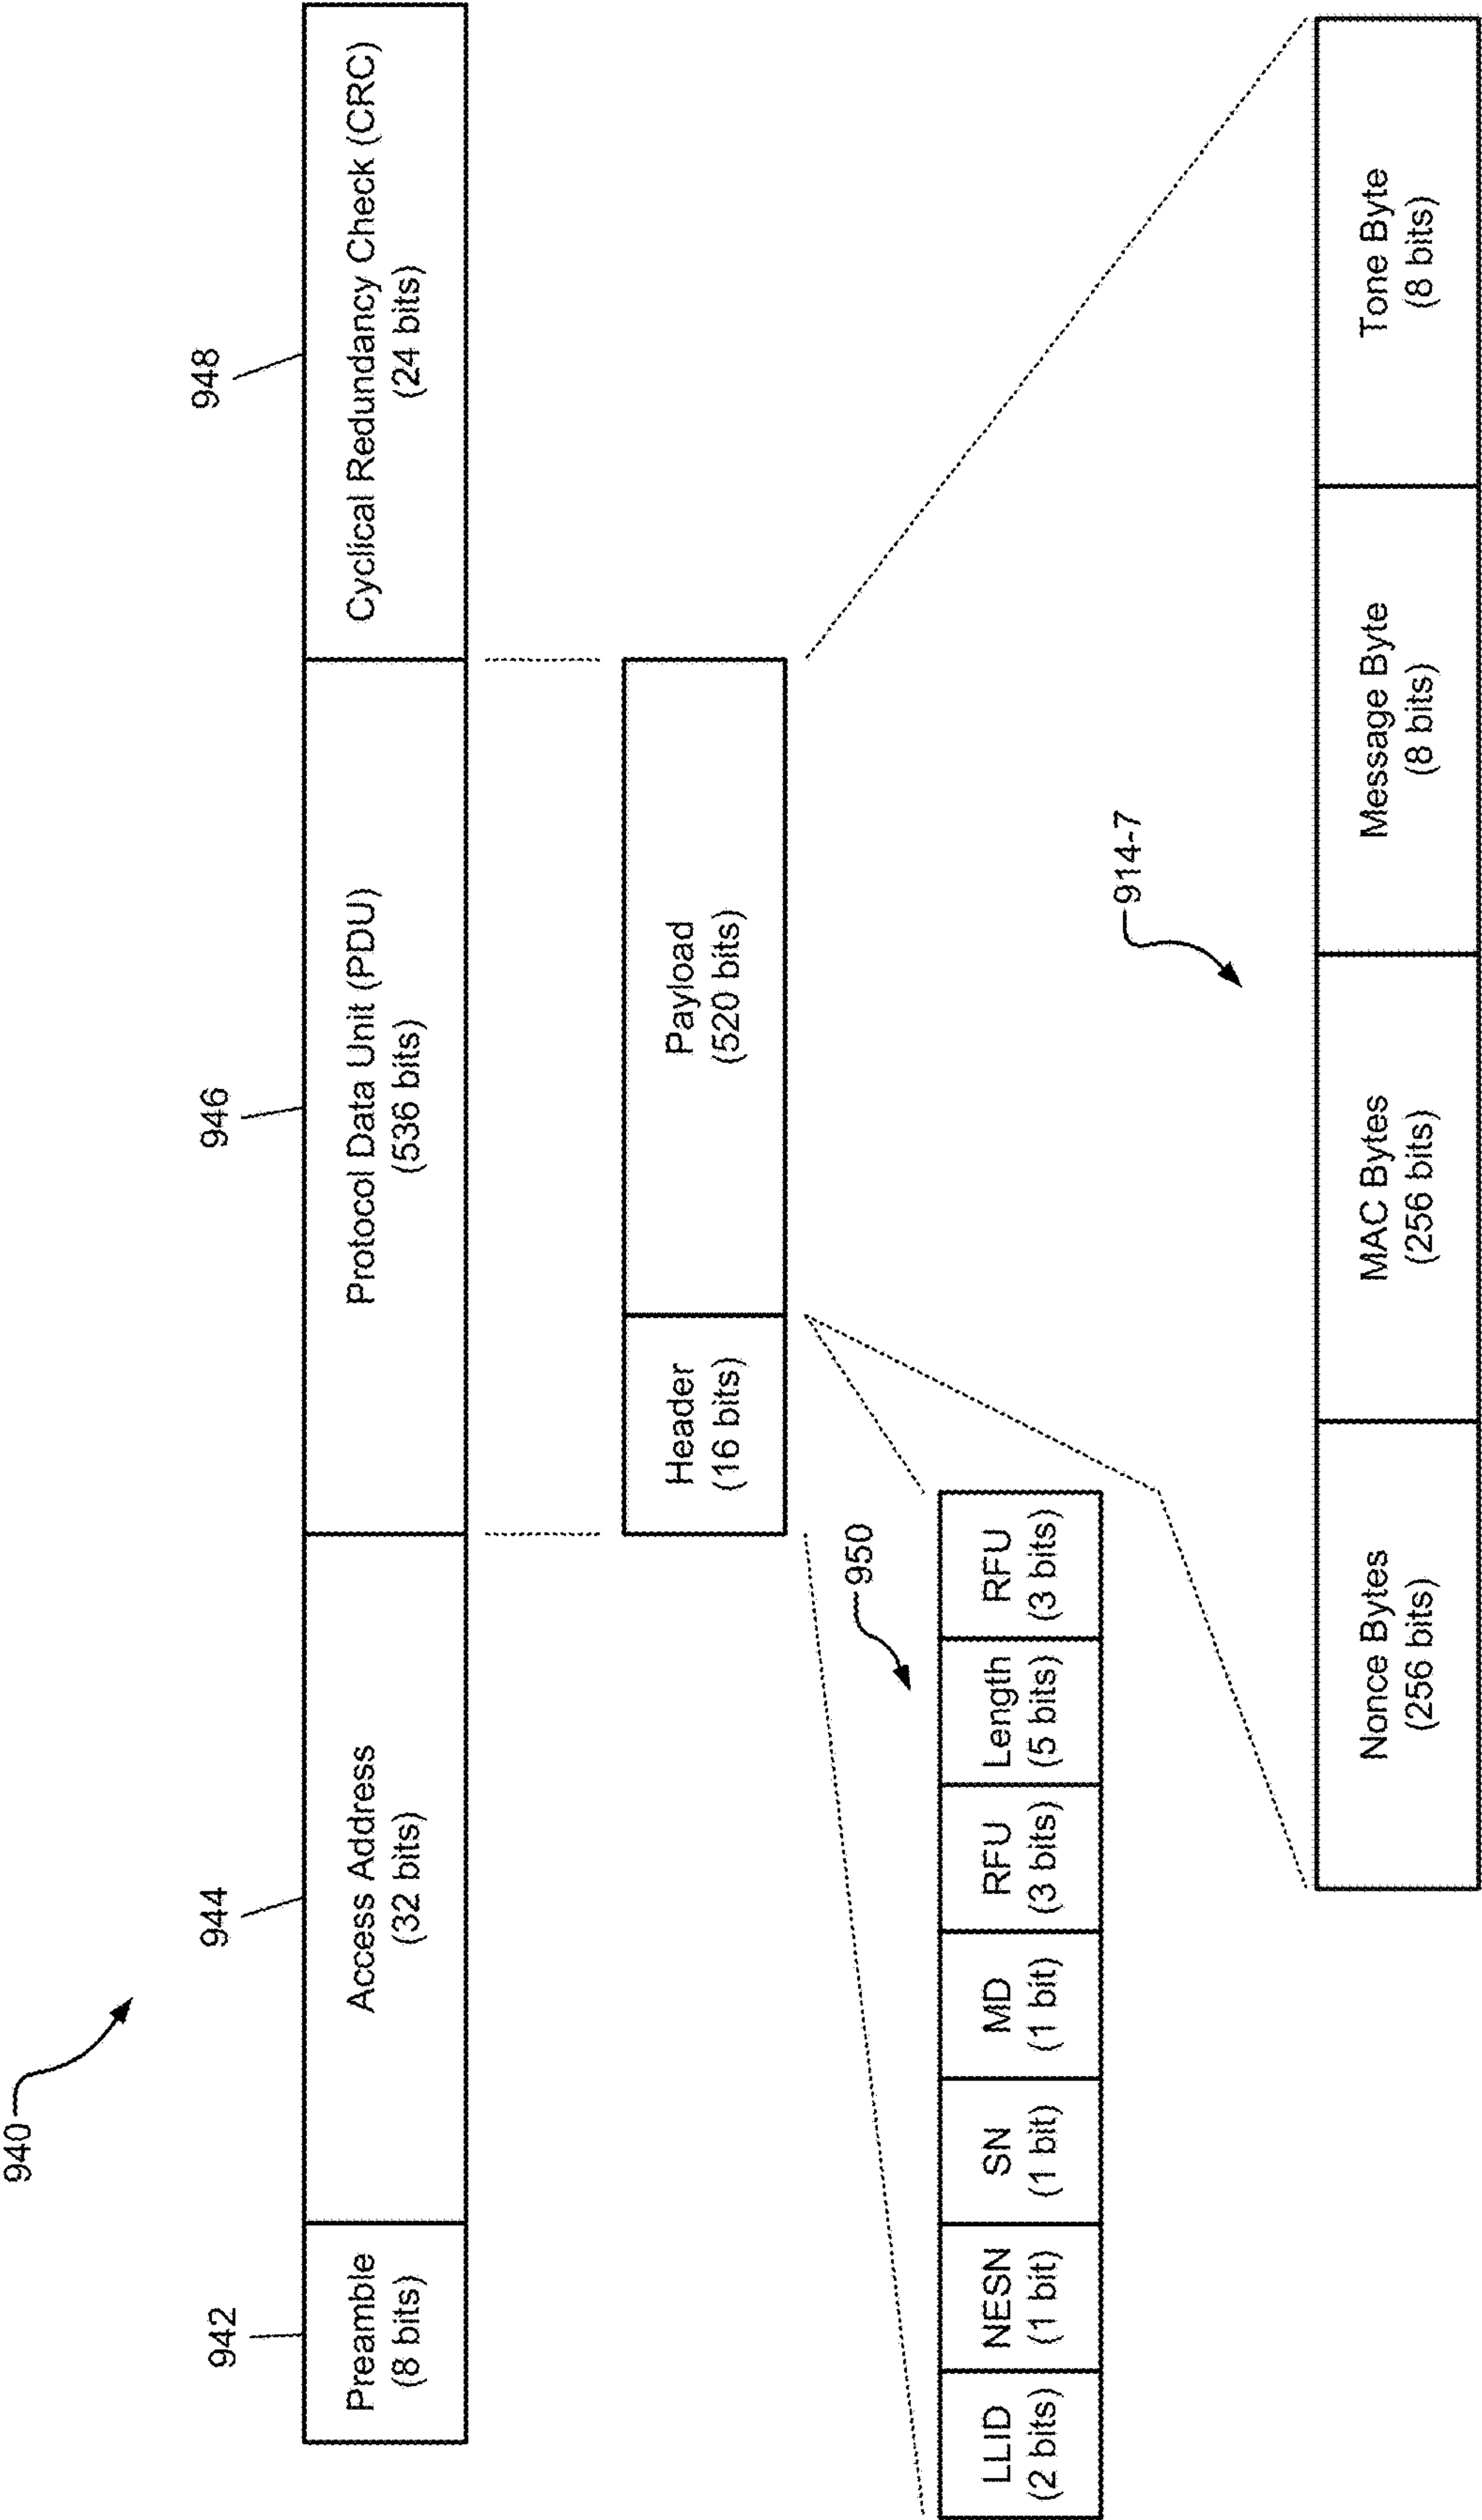 940
942
944
946
948
Preamble
(8 bits)
Access Address
(32 bits)
Protocol Data Unit (PDU)
(536 bits)
Cyclical Redundancy Check (CRC)
(24 bits)
Header
(16 bits)
Payload
(520 bits)
950
LLID
(2 bits)
NESN
(1 bit)
SN
(1 bit)
MD
(1 bit)
RFU
(3 bits)
Length
(5 bits)
RFU
(3 bits)
914-7
Nonce Bytes
(256 bits)
MAC Bytes
(256 bits)
Message Byte
(8 bits)
Tone Byte
(8 bits)